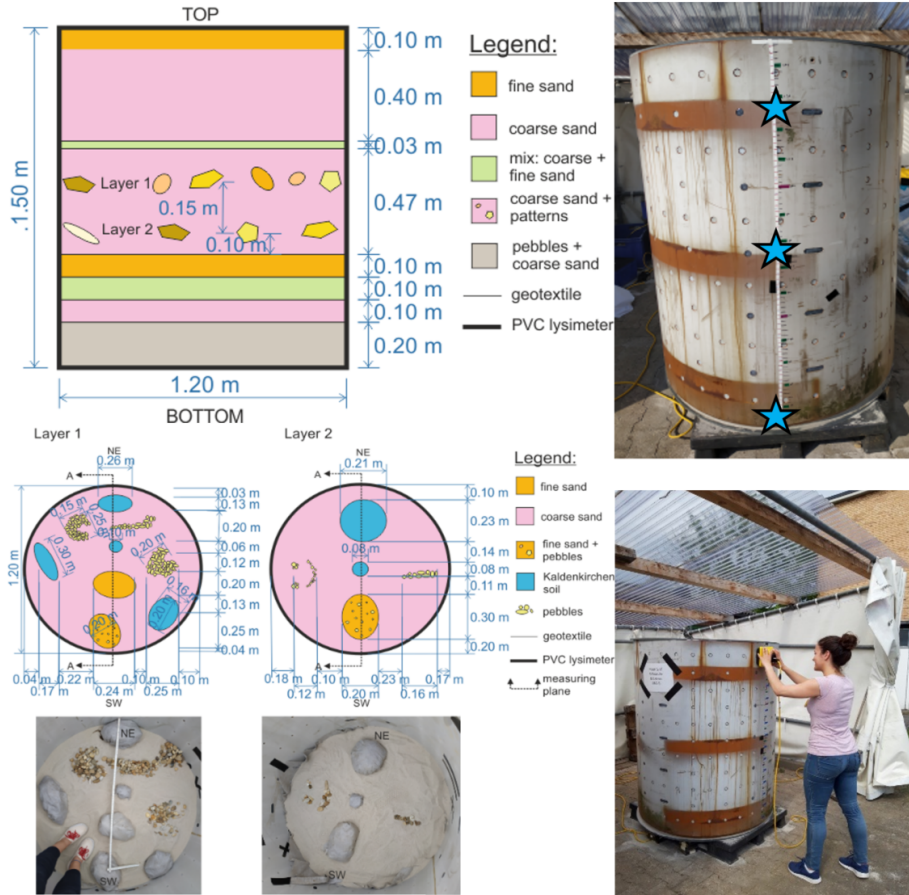 TOP
0.10 m
0.40 m
0.03 m
0.47 m
0.10 m
0.10 m
0.10 m
0.20 m
.1.50 m
Layer 1
0.15 m
Layer 2
0.10 m
1.20 m
BOTTOM
Legend:
fine sand
coarse sand
mix: coarse +
fine sand
coarse sand +
patterns
pebbles +
coarse sand
geotextile
PVC lysimeter
Layer 1
NE
0.26 m
A
0.03 m
0.13 m
0.20 m
0.06 m
0.12 m
0.20 m
0.13 m
0.25 m
0.04 m
1.20 m
0.15 m
0.25 m
0.30 m
0.20 m
0.16 m
0.20 m
A
0.04 m
0.22 m
0.10 m
0.10 m
0.17 m
0.24 m
0.25 m
SW
Layer 2
NE
0.21 m
A
0.10 m
0.23 m
0.14 m
0.08 m
0.11 m
0.30 m
0.20 m
0.08 m
A
0.18 m
0.10 m
0.23 m
0.17 m
0.12 m
0.20 m
0.16 m
SW
Legend:
fine sand
coarse sand
fine sand +
pebbles
Kaldenkirchen
soil
pebbles
geotextile
PVC lysimeter
measuring
plane
NE
SW
NE
SW